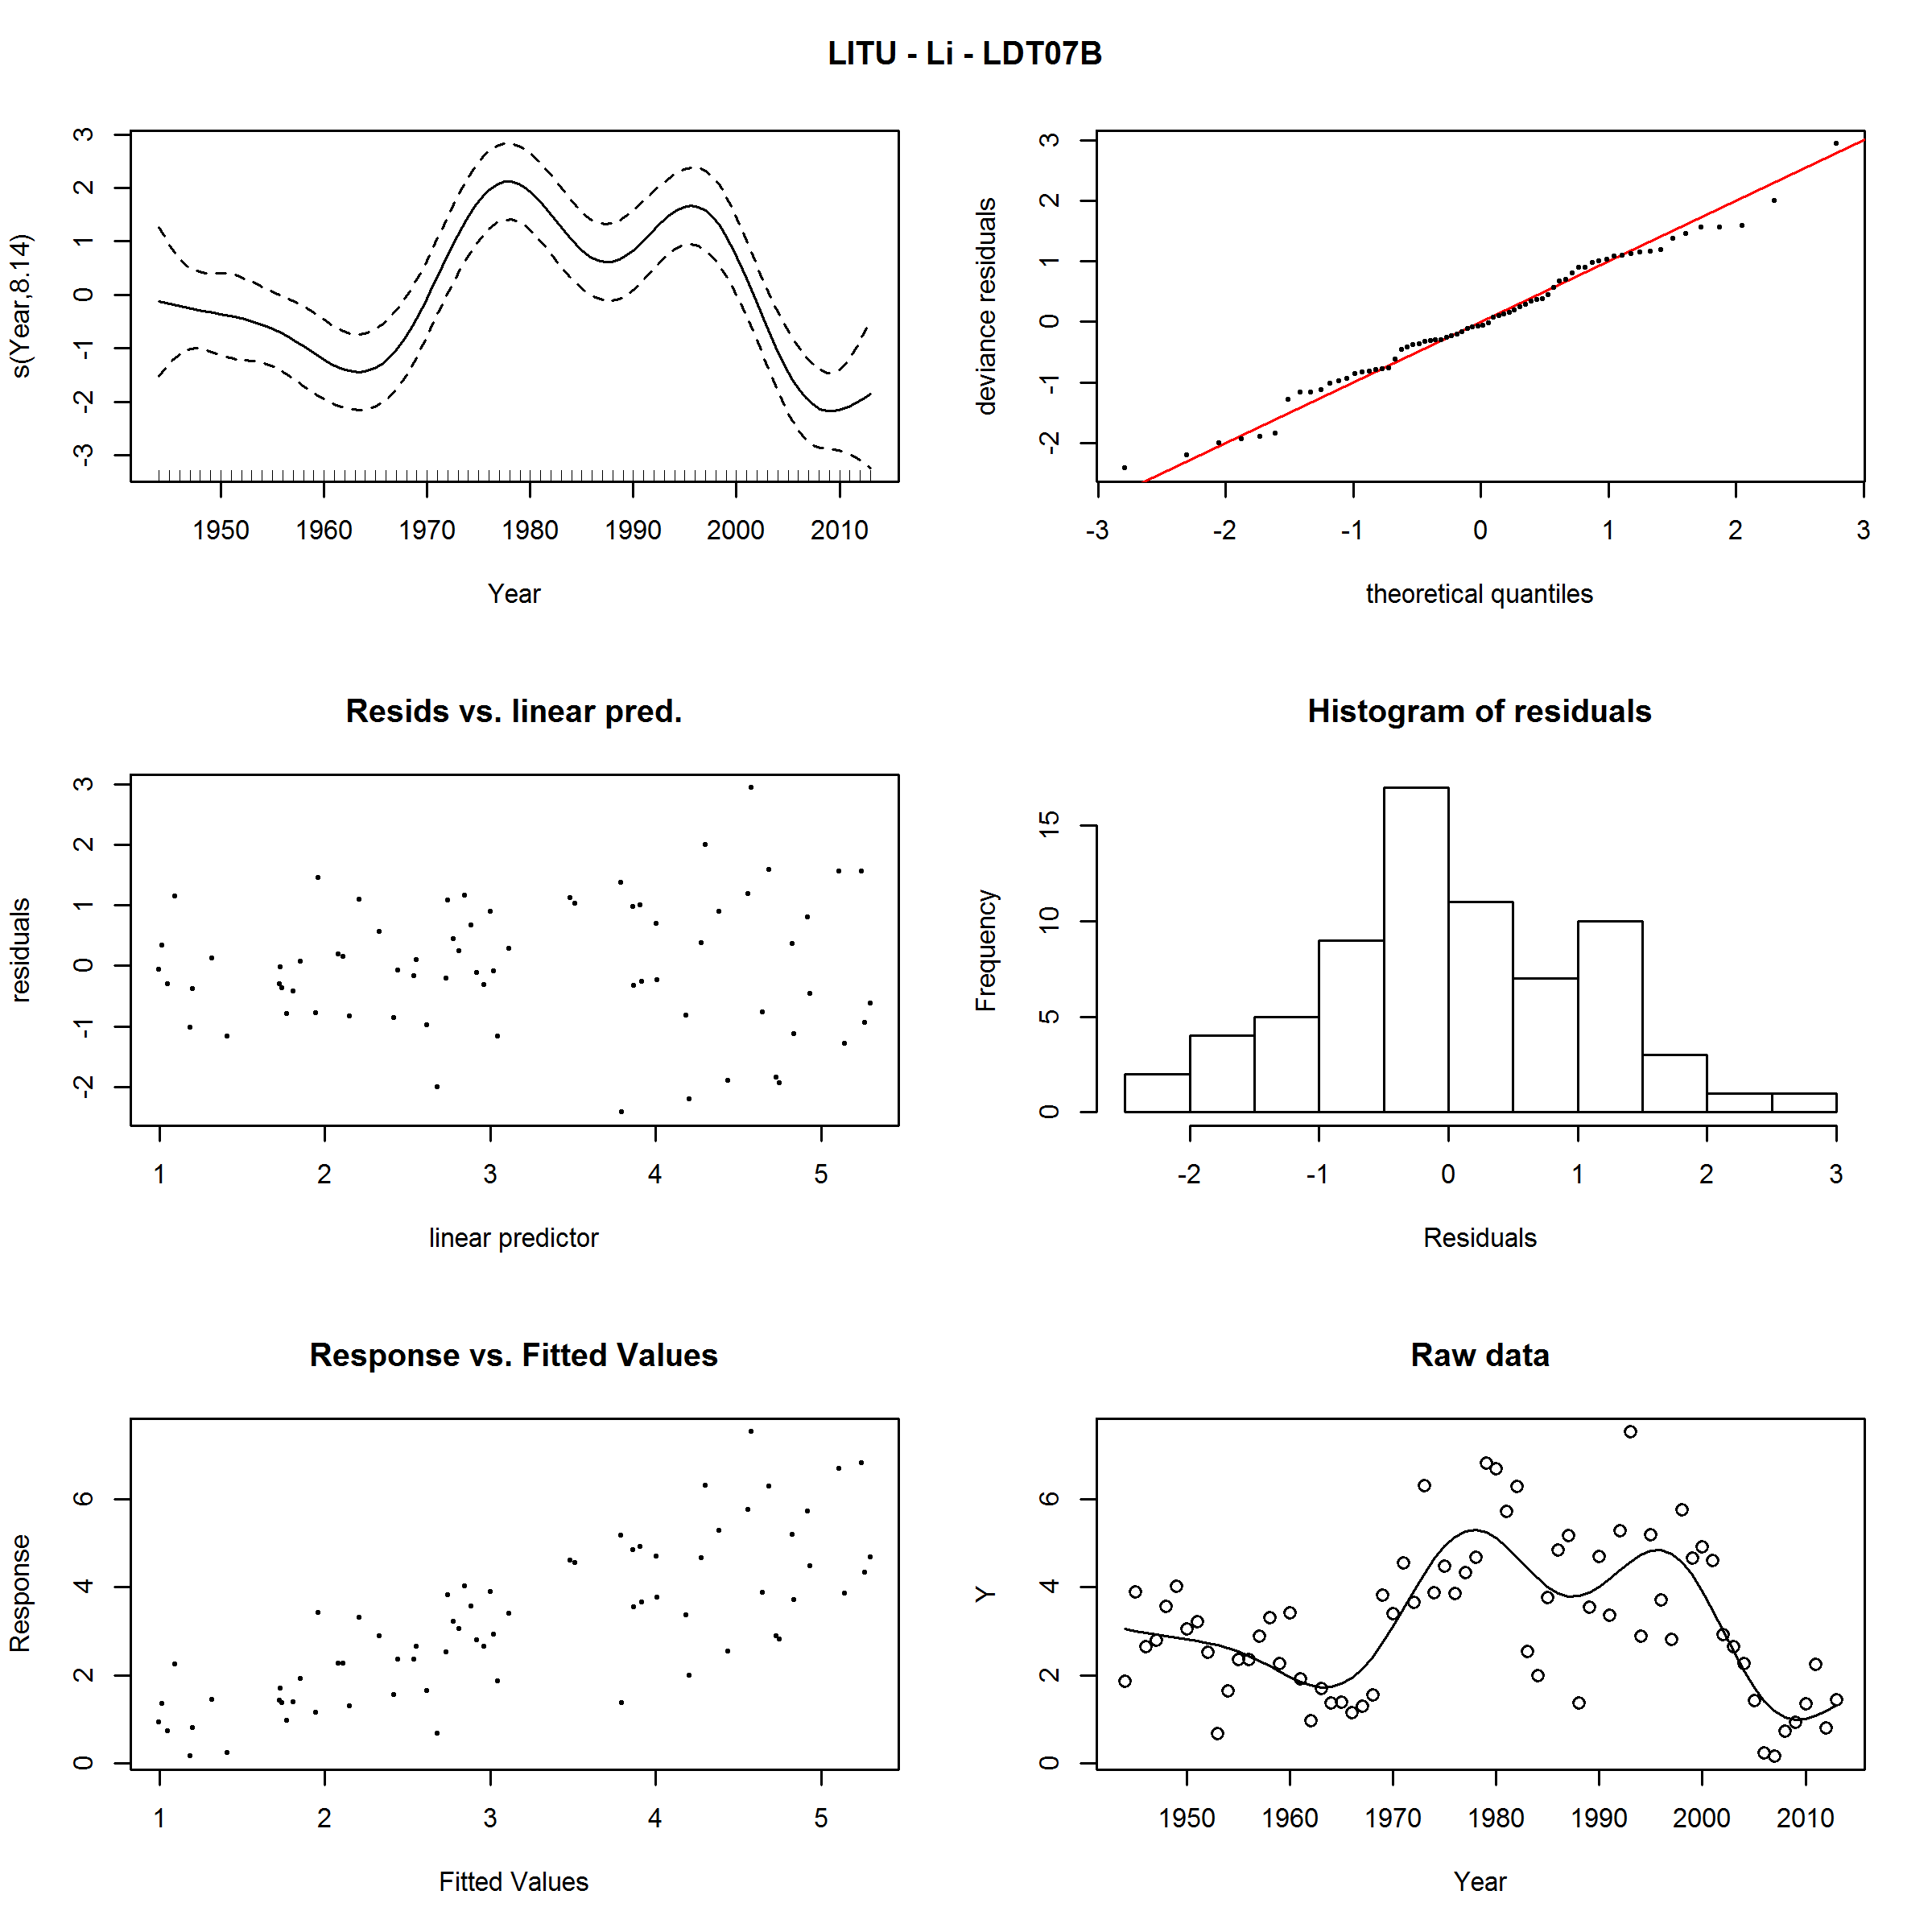 LITU - Li - LDT07B
s(Year,8.14)
3
2
1
0
-1
-2
-3
1950 1960 1970 1980 1990 2000 2010
Year
deviance residuals
3
2
1
0
-1
-2
-3 -2 -1 0 1 2 3
theoretical quantiles
Resids vs. linear pred.
residuals
3
2
1
0
-1
-2
1 2 3 4 5
linear predictor
Histogram of residuals
Frequency
15
10
5
0
-2 -1 0 1 2 3
Residuals
Response vs. Fitted Values
Response
6
4
2
0
1 2 3 4 5
Fitted Values
Raw data
Y
6
4
2
0
1950 1960 1970 1980 1990 2000 2010
Year